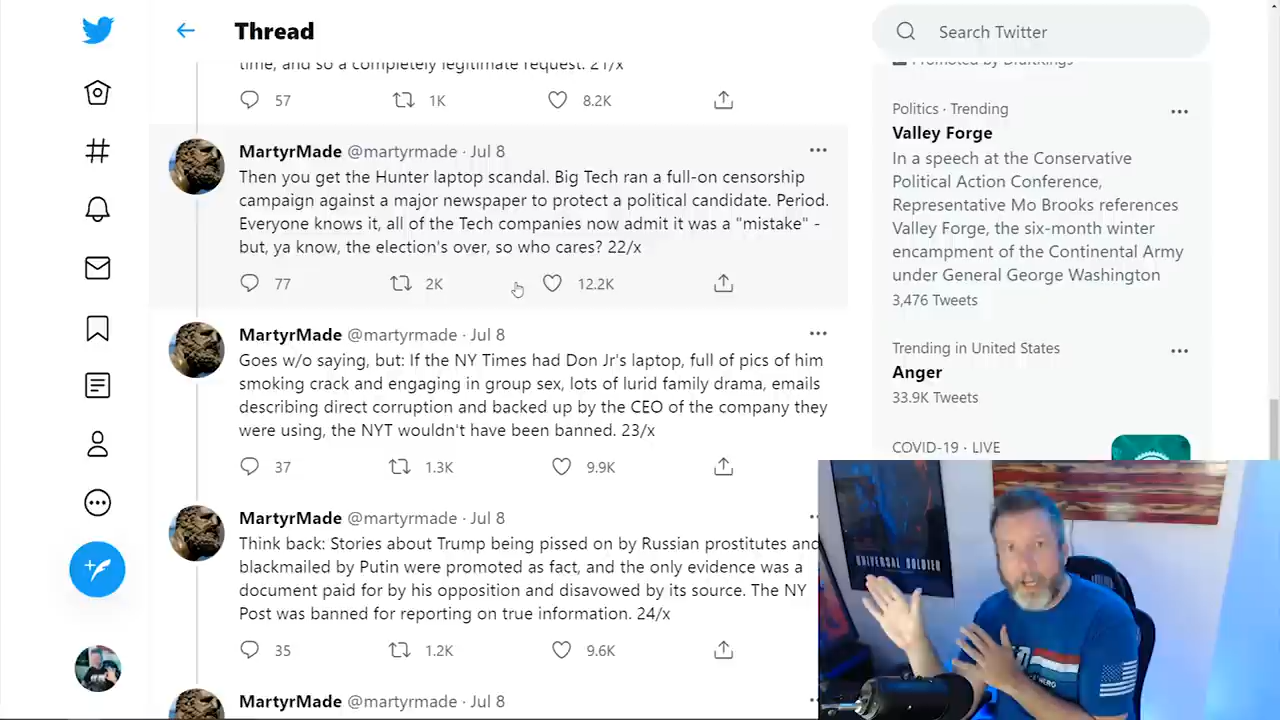 Thread
Search Twitter
time, and so a completely legitimate request. 21/x
57 1K 8.2K
MartyrMade @martyrmade · Jul 8
Then you get the Hunter laptop scandal. Big Tech ran a full-on censorship
campaign against a major newspaper to protect a political candidate. Period.
Everyone knows it, all of the Tech companies now admit it was a "mistake" -
but, ya know, the election's over, so who cares? 22/x
77 2K 12.2K
MartyrMade @martyrmade · Jul 8
Goes w/o saying, but: If the NY Times had Don Jr's laptop, full of pics of him
smoking crack and engaging in group sex, lots of lurid family drama, emails
describing direct corruption and backed up by the CEO of the company they
were using, the NYT wouldn't have been banned. 23/x
37 1.3K 9.9K
MartyrMade @martyrmade · Jul 8
Think back: Stories about Trump being pissed on by Russian prostitutes and
blackmailed by Putin were promoted as fact, and the only evidence was a
document paid for by his opposition and disavowed by its source. The NY
Post was banned for reporting on true information. 24/x
35 1.2K 9.6K
MartyrMade @martyrmade · Jul 8
Promoted by DraftKings
Politics · Trending
Valley Forge
In a speech at the Conservative
Political Action Conference,
Representative Mo Brooks references
Valley Forge, the six-month winter
encampment of the Continental Army
under General George Washington
3,476 Tweets
Trending in United States
Anger
33.9K Tweets
COVID-19 · LIVE
UNIVERSAL SOLDIER